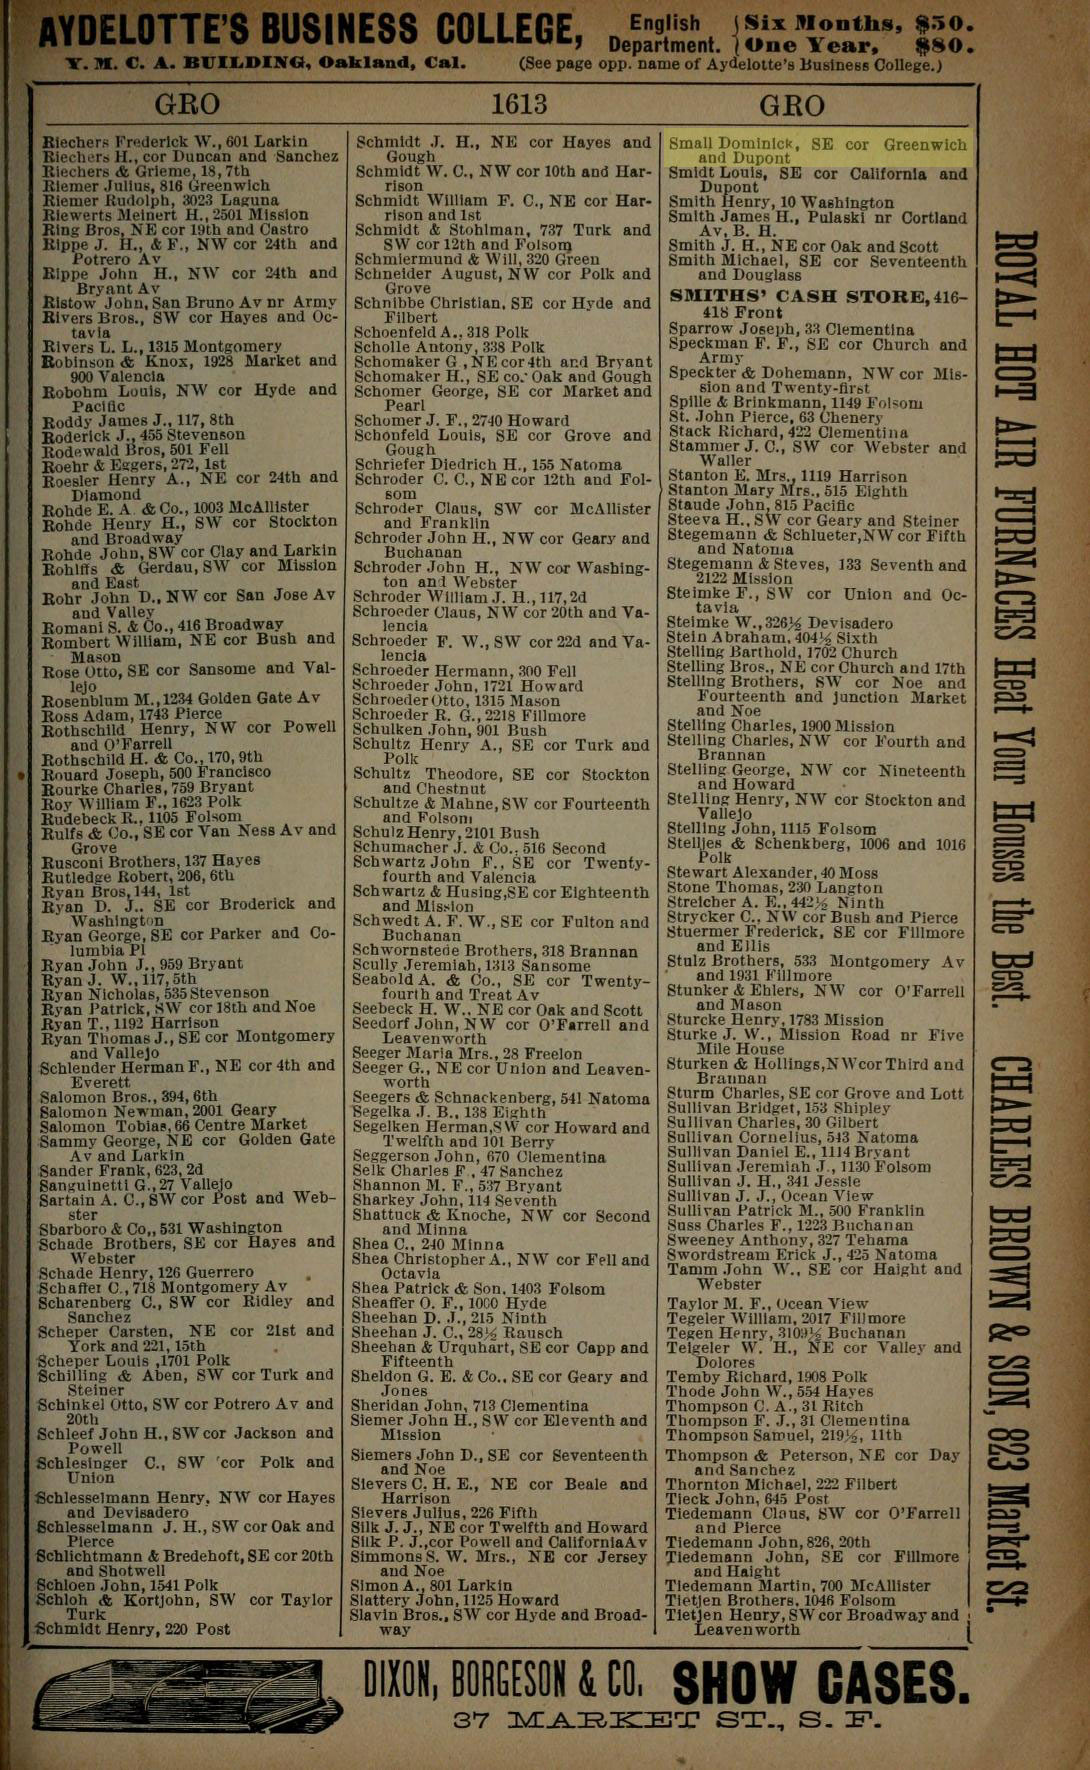 AYDELOTTE'S BUSINESS COLLEGE,
English Department.
Six Months, $50.
One Year, $80.
Y. M. C. A. BUILDING, Oakland, Cal.
(See page opp. name of Aydelotte's Business College.)
GRO 1613 GRO
Riechers Frederick W., 601 Larkin
Riechers H., cor Duncan and Sanchez
Riechers & Grieme, 18, 7th
Riemer Julius, 816 Greenwich
Riemer Rudolph, 3023 Laguna
Riewerts Meinert H., 2501 Mission
Ring Bros, NE cor 19th and Castro
Rippe J. H., & F., NW cor 24th and
Potrero Av
Rippe John H., NW cor 24th and
Bryant Av
Ristow John, San Bruno Av nr Army
Rivers Bros., SW cor Hayes and Oc-
tavia
Rivers L. L., 1315 Montgomery
Robinson & Knox, 1928 Market and
900 Valencia
Robohm Louis, NW cor Hyde and
Pacific
Roddy James J., 117, 8th
Roderick J., 455 Stevenson
Rodewald Bros, 501 Fell
Roehr & Eggers, 272, 1st
Roesler Henry A., NE cor 24th and
Diamond
Rohde E. A. & Co., 1003 McAllister
Rohde Henry H., SW cor Stockton
and Broadway
Rohde John, SW cor Clay and Larkin
Rohlffs & Gerdau, SW cor Mission
and East
Rohr John D., NW cor San Jose Av
and Valley
Romani S. & Co., 416 Broadway
Rombert William, NE cor Bush and
Mason
Rose Otto, SE cor Sansome and Val-
lejo
Rosenblum M., 1234 Golden Gate Av
Ross Adam, 1743 Pierce
Rothschild Henry, NW cor Powell
and O'Farrell
Rothschild H. & Co., 170, 9th
Rouard Joseph, 500 Francisco
Rourke Charles, 759 Bryant
Roy William F., 1623 Polk
Rudebeck R., 1105 Folsom
Rulfs & Co., SE cor Van Ness Av and
Grove
Rusconi Brothers, 137 Hayes
Rutledge Robert, 206, 6th
Ryan Bros, 144, 1st
Ryan D. J.. SE cor Broderick and
Washington
Ryan George, SE cor Parker and Co-
lumbia Pl
Ryan John J., 959 Bryant
Ryan J. W., 117, 5th
Ryan Nicholas, 535 Stevenson
Ryan Patrick, SW cor 18th and Noe
Ryan T., 1192 Harrison
Ryan Thomas J., SE cor Montgomery
and Vallejo
Schlender Herman F., NE cor 4th and
Everett
Salomon Bros., 394, 6th
Salomon Newman, 2001 Geary
Salomon Tobias, 66 Centre Market
Sammy George, NE cor Golden Gate
Av and Larkin
Sander Frank, 623, 2d
Sanguinetti G., 27 Vallejo
Sartain A. C., SW cor Post and Web-
ster
Sbarboro & Co,, 531 Washington
Schade Brothers, SE cor Hayes and
Webster
Schade Henry, 126 Guerrero
Schaffer C., 718 Montgomery Av
Scharenberg C., SW cor Ridley and
Sanchez
Scheper Carsten, NE cor 21st and
York and 221, 15th
Scheper Louis ,1701 Polk
Schilling & Aben, SW cor Turk and
Steiner
Schinkel Otto, SW cor Potrero Av and
20th
Schleef John H., SW cor Jackson and
Powell
Schlesinger C., SW cor Polk and
Union
Schlesselmann Henry, NW cor Hayes
and Devisadero
Schlesselmann J. H., SW cor Oak and
Pierce
Schlichtmann & Bredehoft, SE cor 20th
and Shotwell
Schloen John, 1541 Polk
Schloh & Kortjohn, SW cor Taylor
Turk
Schmidt Henry, 220 Post
Schmidt J. H., NE cor Hayes and
Gough
Schmidt W. C., NW cor 10th and Har-
rison
Schmidt William F. C., NE cor Har-
rison and 1st
Schmidt & Stohlman, 737 Turk and
SW cor 12th and Folsom
Schmiermund & Will, 320 Green
Schneider August, NW cor Polk and
Grove
Schnibbe Christian, SE cor Hyde and
Filbert
Schoenfeld A., 318 Polk
Scholle Antony, 338 Polk
Schomaker G , NE cor 4th and Bryant
Schomaker H., SE co. Oak and Gough
Schomer George, SE cor Market and
Pearl
Schomer J. F., 2740 Howard
Schonfeld Louis, SE cor Grove and
Gough
Schriefer Diedrich H., 155 Natoma
Schroder C. C., NE cor 12th and Fol-
som
Schroder Claus, SW cor McAllister
and Franklin
Schroder John H., NW cor Geary and
Buchanan
Schroder John H., NW cor Washing-
ton and Webster
Schroder William J. H., 117, 2d
Schroeder Claus, NW cor 20th and Va-
lencia
Schroeder F. W., SW cor 22d and Va-
lencia
Schroeder Hermann, 300 Fell
Schroeder John, 1721 Howard
Schroeder Otto, 1315 Mason
Schroeder R. G., 2218 Fillmore
Schulken John, 901 Bush
Schultz Henry A., SE cor Turk and
Polk
Schultz Theodore, SE cor Stockton
and Chestnut
Schultze & Mahne, SW cor Fourteenth
and Folsom
Schulz Henry, 2101 Bush
Schumacher J. & Co., 516 Second
Schwartz John F., SE cor Twenty-
fourth and Valencia
Schwartz & Husing, SE cor Eighteenth
and Mission
Schwedt A. F. W., SE cor Fulton and
Buchanan
Schwornstede Brothers, 318 Brannan
Scully Jeremiah, 1313 Sansome
Seabold A. & Co., SE cor Twenty-
fourth and Treat Av
Seebeck H. W., NE cor Oak and Scott
Seedorf John, NW cor O'Farrell and
Leavenworth
Seeger Maria Mrs., 28 Freelon
Seeger G., NE cor Union and Leaven-
worth
Seegers & Schnackenberg, 541 Natoma
Segelka J. B., 138 Eighth
Segelken Herman, SW cor Howard and
Twelfth and 101 Berry
Seggerson John, 670 Clementina
Selk Charles F , 47 Sanchez
Shannon M. F., 537 Bryant
Sharkey John, 114 Seventh
Shattuck & Knoche, NW cor Second
and Minna
Shea C., 240 Minna
Shea Christopher A., NW cor Fell and
Octavia
Shea Patrick & Son, 1403 Folsom
Sheaffer O. F., 1000 Hyde
Sheehan D. J., 215 Ninth
Sheehan J. C., 28½ Rausch
Sheehan & Urquhart, SE cor Capp and
Fifteenth
Sheldon G. E. & Co., SE cor Geary and
Jones
Sheridan John, 713 Clementina
Siemer John H., SW cor Eleventh and
Mission
Siemers John D., SE cor Seventeenth
and Noe
Sievers C. H. E., NE cor Beale and
Harrison
Sievers Julius, 226 Fifth
Silk J. J., NE cor Twelfth and Howard
Silk P. J., cor Powell and California Av
Simmons S. W. Mrs., NE cor Jersey
and Noe
Simon A., 801 Larkin
Slattery John, 1125 Howard
Slavin Bros., SW cor Hyde and Broad-
way
Small Dominick, SE cor Greenwich
and Dupont
Smidt Louis, SE cor California and
Dupont
Smith Henry, 10 Washington
Smith James H., Pulaski nr Cortland
Av, B. H.
Smith J. H., NE cor Oak and Scott
Smith Michael, SE cor Seventeenth
and Douglass
SMITHS' CASH STORE, 416-
418 Front
Sparrow Joseph, 33 Clementina
Speckman F. F., SE cor Church and
Army
Speckter & Dohemann, NW cor Mis-
sion and Twenty-first
Spille & Brinkmann, 1149 Folsom
St. John Pierce, 63 Chenery
Stack Richard, 422 Clementina
Stammer J. C., SW cor Webster and
Waller
Stanton E. Mrs., 1119 Harrison
Stanton Mary Mrs., 515 Eighth
Staude John, 815 Pacific
Steeva H., SW cor Geary and Steiner
Stegemann & Schlueter, NW cor Fifth
and Natoma
Stegemann & Steves, 133 Seventh and
2122 Mission
Steimke F., SW cor Union and Oc-
tavia
Steimke W., 326½ Devisadero
Stein Abraham, 404½ Sixth
Stelling Barthold, 1702 Church
Stelling Bros., NE cor Church and 17th
Stelling Brothers, SW cor Noe and
Fourteenth and junction Market
and Noe
Stelling Charles, 1900 Mission
Stelling Charles, NW cor Fourth and
Brannan
Stelling George, NW cor Nineteenth
and Howard
Stelling Henry, NW cor Stockton and
Vallejo
Stelling John, 1115 Folsom
Stelljes & Schenkberg, 1006 and 1016
Polk
Stewart Alexander, 40 Moss
Stone Thomas, 230 Langton
Streicher A. E., 442½ Ninth
Strycker C., NW cor Bush and Pierce
Stuermer Frederick, SE cor Fillmore
and Ellis
Stulz Brothers, 533 Montgomery Av
and 1931 Fillmore
Stunker & Ehlers, NW cor O'Farrell
and Mason
Sturcke Henry, 1783 Mission
Sturke J. W., Mission Road nr Five
Mile House
Sturken & Hollings, NW cor Third and
Brannan
Sturm Charles, SE cor Grove and Lott
Sullivan Bridget, 153 Shipley
Sullivan Charles, 30 Gilbert
Sullivan Cornelius, 543 Natoma
Sullivan Daniel E., 1114 Bryant
Sullivan Jeremiah J., 1130 Folsom
Sullivan J. H., 341 Jessie
Sullivan J. J., Ocean View
Sullivan Patrick M., 500 Franklin
Suss Charles F., 1223 Buchanan
Sweeney Anthony, 327 Tehama
Swordstream Erick J., 425 Natoma
Tamm John W., SE cor Haight and
Webster
Taylor M. F., Ocean View
Tegeler William, 2017 Fillmore
Tegen Henry, 3109½ Buchanan
Telgeler W. H., NE cor Valley and
Dolores
Temby Richard, 1908 Polk
Thode John W., 554 Hayes
Thompson C. A., 31 Ritch
Thompson F. J., 31 Clementina
Thompson Samuel, 219½, 11th
Thompson & Peterson, NE cor Day
and Sanchez
Thornton Michael, 222 Filbert
Tieck John, 645 Post
Tiedemann Claus, SW cor O'Farrell
and Pierce
Tiedemann John, 826, 20th
Tiedemann John, SE cor Fillmore
and Haight
Tiedemann Martin, 700 McAllister
Tietjen Brothers, 1046 Folsom
Tietjen Henry, SW cor Broadway and
Leavenworth
ROYAL HOT AIR FURNACES Heat Your Houses the Best. CHARLES BROWN & SON, 823 Market St.
DIXON, BORGESON & CO. SHOW CASES.
37 MARKET ST., S. F.